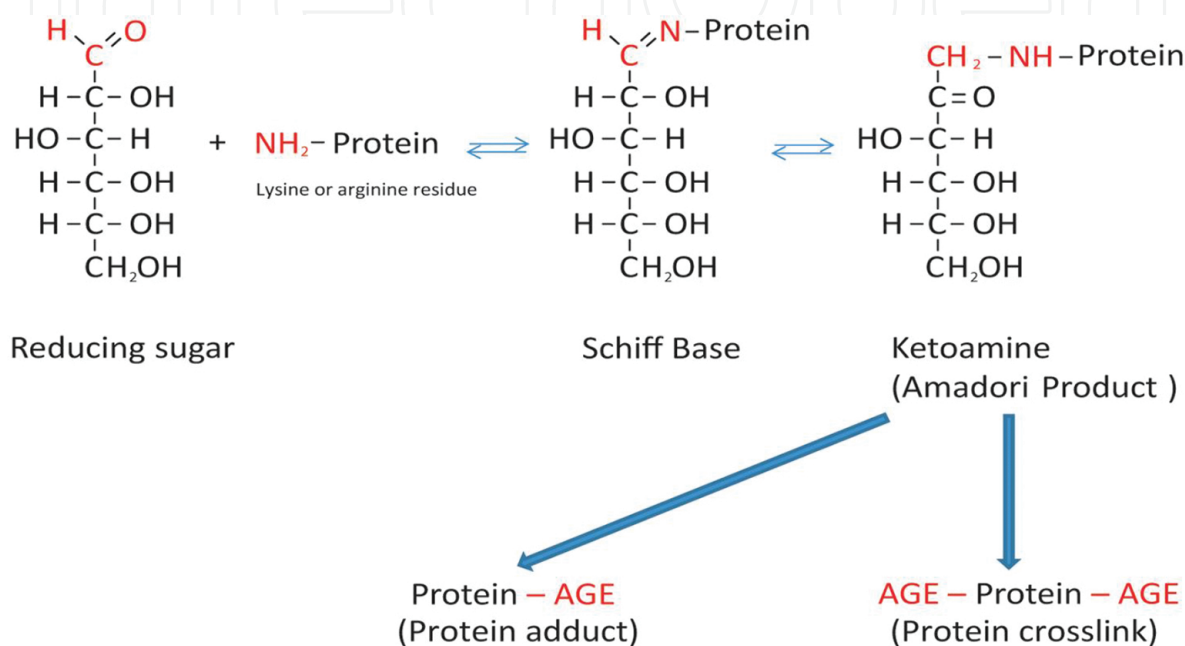 H O
C
H – C – OH
HO – C – H
H – C – OH
H – C – OH
CH₂OH
Reducing sugar
+
NH₂ – Protein
Lysine or arginine residue
H N – Protein
C
H – C – OH
HO – C – H
H – C – OH
H – C – OH
CH₂OH
Schiff Base
CH₂ – NH – Protein
C=O
HO – C – H
H – C – OH
H – C – OH
CH₂OH
Ketoamine
(Amadori Product )
Protein – AGE
(Protein adduct)
AGE – Protein – AGE
(Protein crosslink)